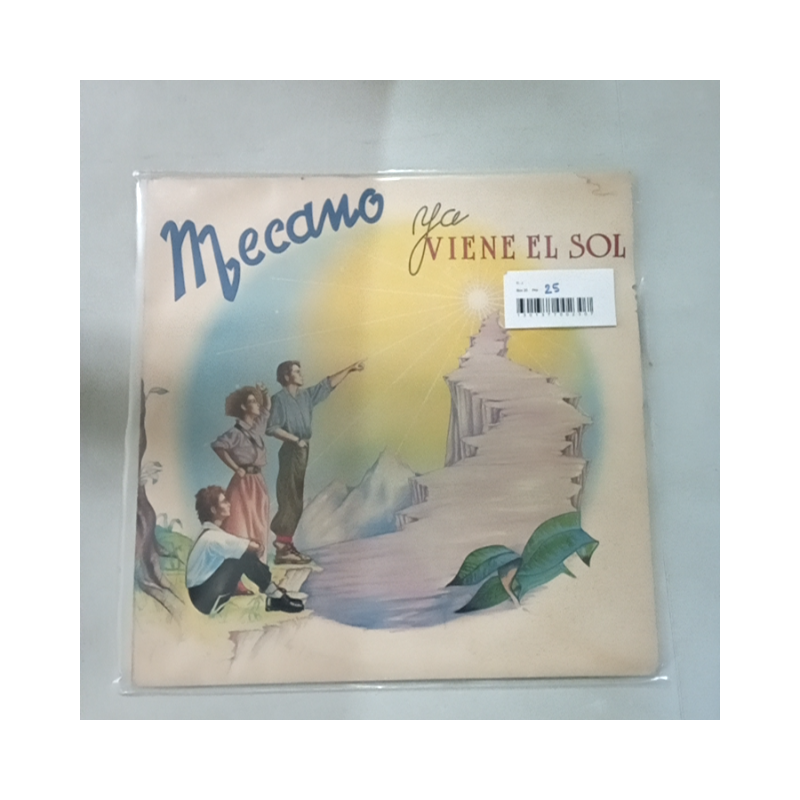 Mecano
Ya
VIENE EL SOL
25